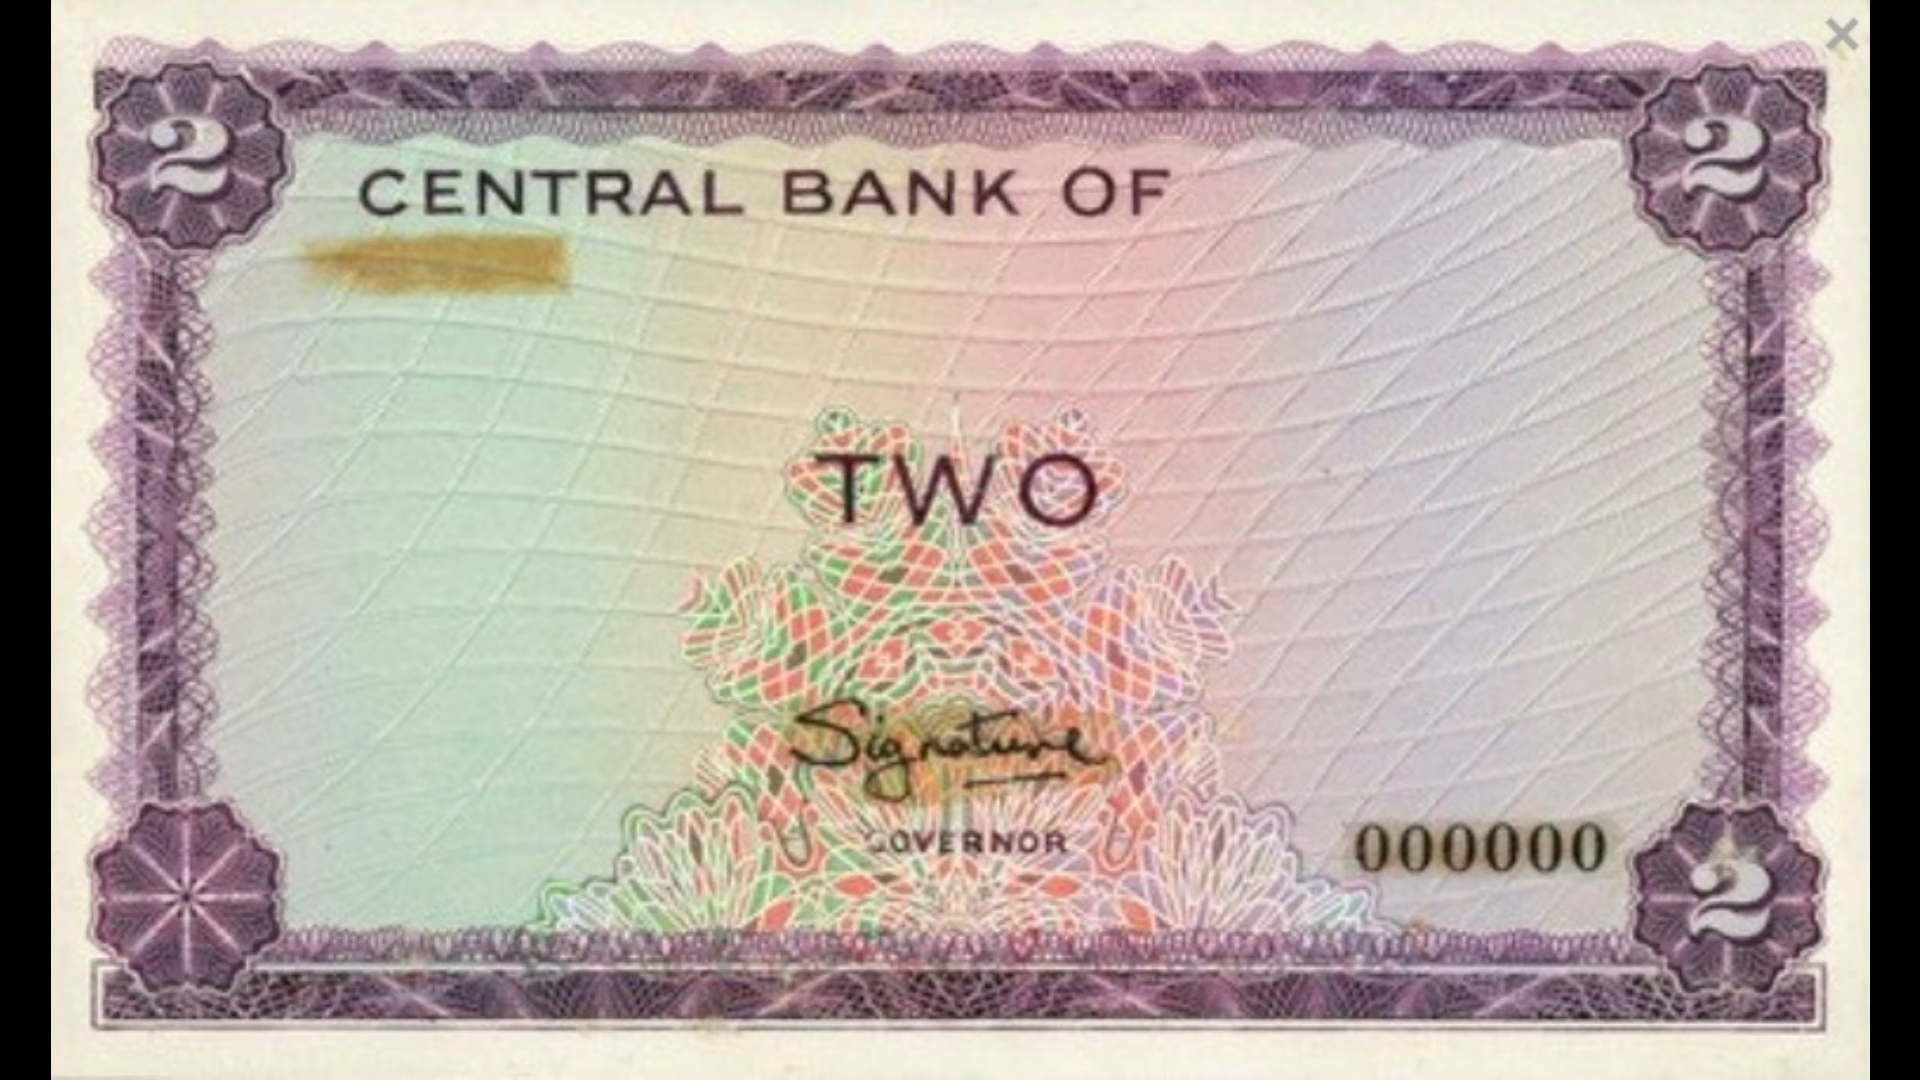 2 2
CENTRAL BANK OF
TWO
Signature
GOVERNOR
000000
2